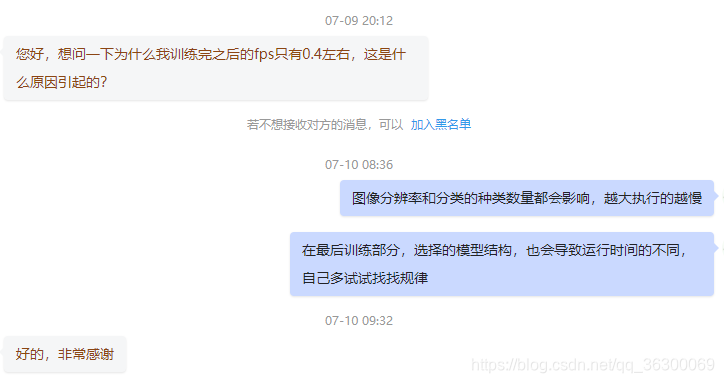 07-09 20:12
您好，想问一下为什么我训练完之后的fps只有0.4左右，这是什
么原因引起的？
若不想接收对方的消息，可以 加入黑名单
07-10 08:36
图像分辨率和分类的种类数量都会影响，越大执行的越慢
在最后训练部分，选择的模型结构，也会导致运行时间的不同，
自己多试试找找规律
07-10 09:32
好的，非常感谢
https://blog.csdn.net/qq_36300069